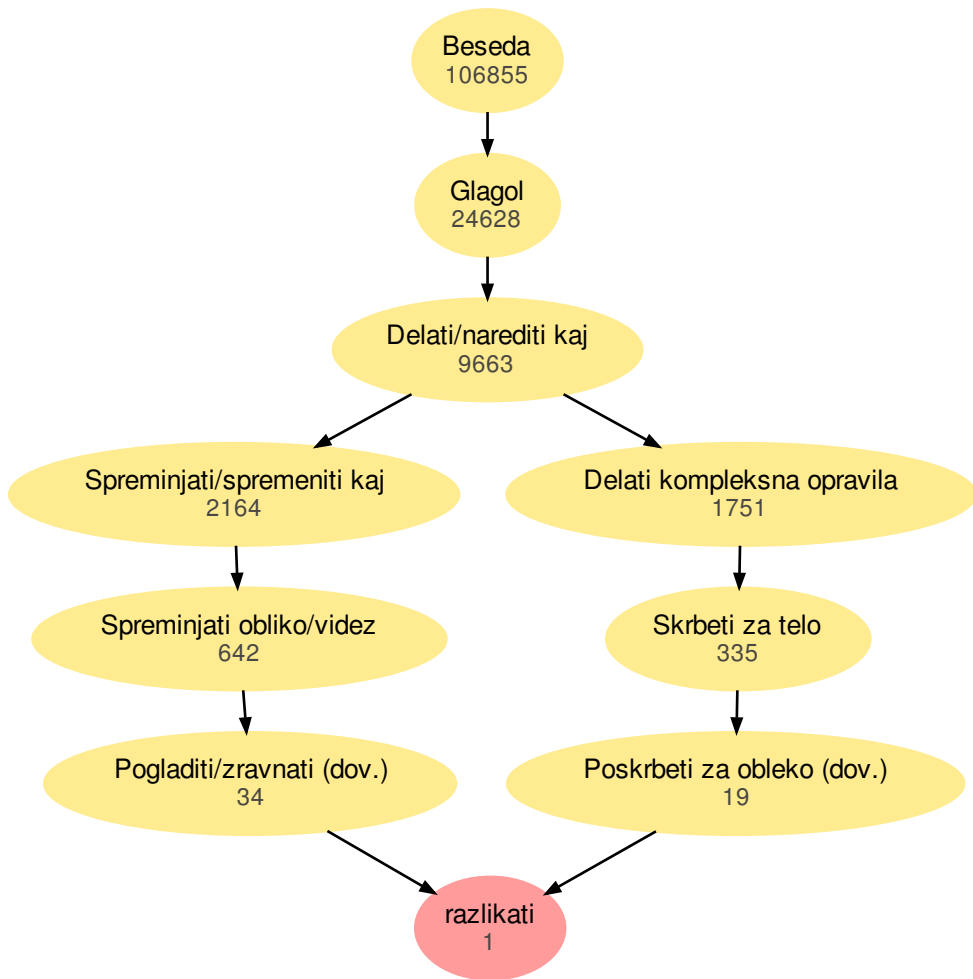 Beseda
106855
Glagol
24628
Delati/narediti kaj
9663
Spreminjati/spremeniti kaj
2164
Delati kompleksna opravila
1751
Spreminjati obliko/videz
642
Skrbeti za telo
335
Pogladiti/zravnati (dov.)
34
Poskrbeti za obleko (dov.)
19
razlikati
1